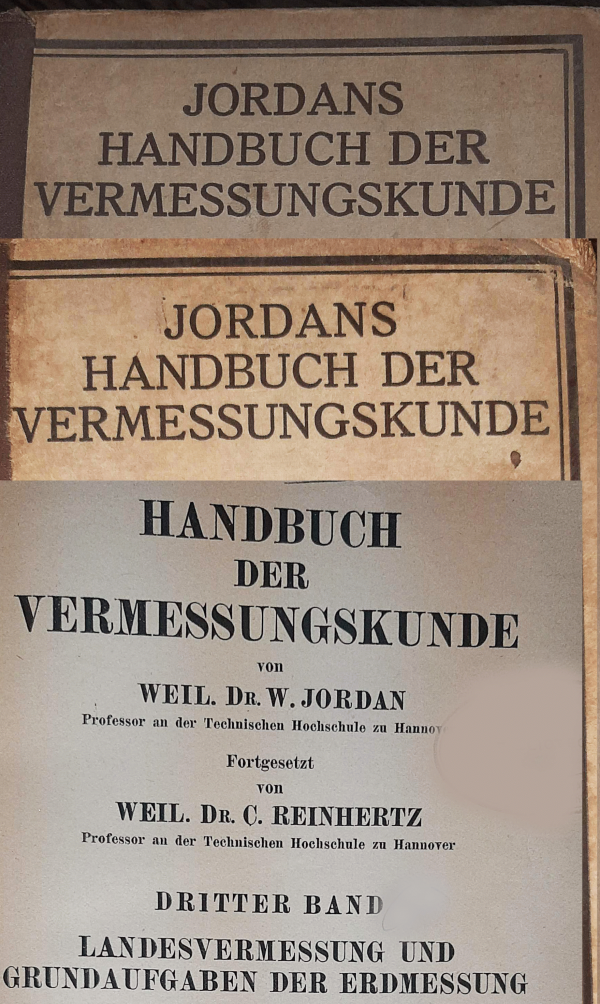 JORDANS
HANDBUCH DER
VERMESSUNGSKUNDE
JORDANS
HANDBUCH DER
VERMESSUNGSKUNDE
HANDBUCH
DER
VERMESSUNGSKUNDE
von
WEIL. DR. W. JORDAN
Professor an der Technischen Hochschule zu
Fortgesetzt
von
WEIL. DR. C. REINHERTZ
Professor an der Technischen Hochschule zu Hannover
DRITTER BAND
LANDESVERMESSUNG UND
GRUNDAUFGABEN DER ERDMESSUNG